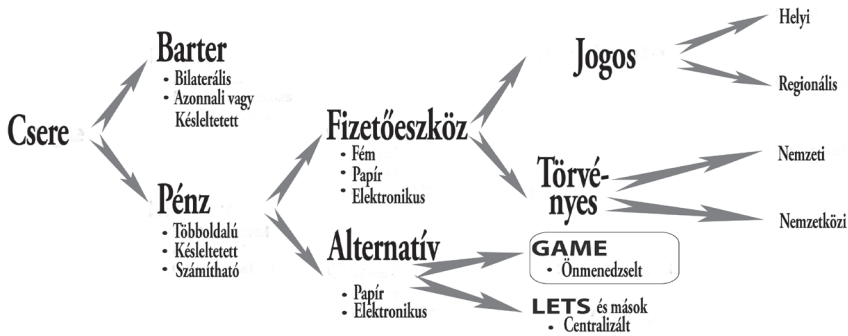 Csere
Barter
• Bilaterális
• Azonnali vagy
Késleltetett
Pénz
• Többoldalú
• Késleltetett
• Számítható
Fizetőeszköz
• Fém
• Papír
• Elektronikus
Alternatív
• Papír
• Elektronikus
Jogos
Törvé-
nyes
GAME
• Önmenedzselt
LETS és mások
• Centralizált
Helyi
Regionális
Nemzeti
Nemzetközi